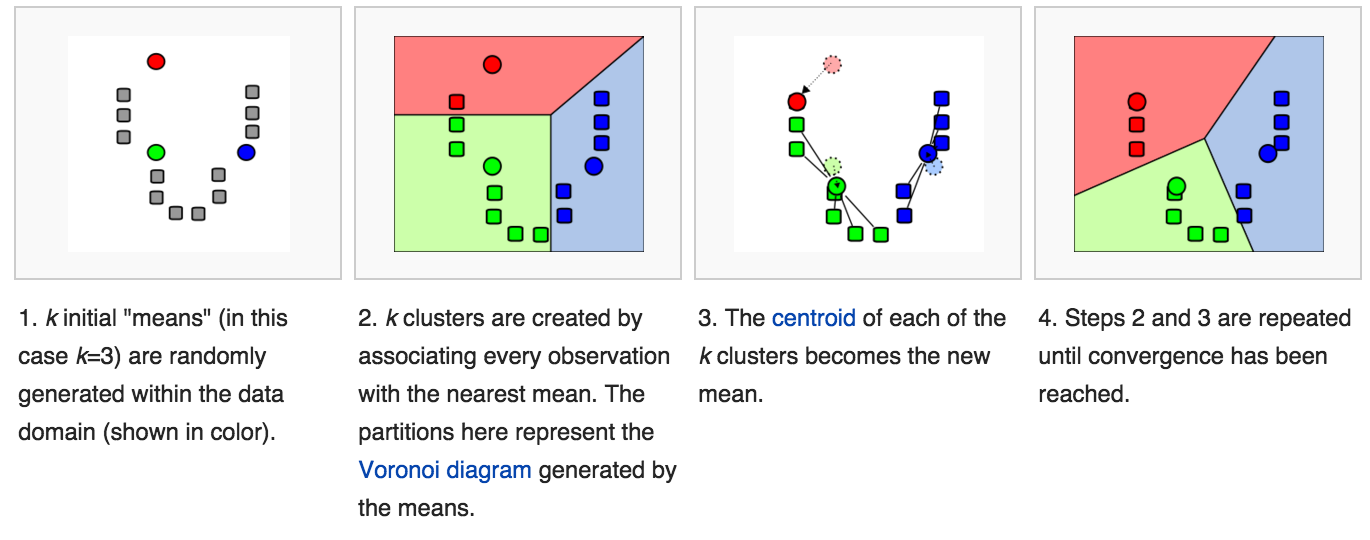 1. k initial "means" (in this
case k=3) are randomly
generated within the data
domain (shown in color).
2. k clusters are created by
associating every observation
with the nearest mean. The
partitions here represent the
Voronoi diagram generated by
the means.
3. The centroid of each of the
k clusters becomes the new
mean.
4. Steps 2 and 3 are repeated
until convergence has been
reached.